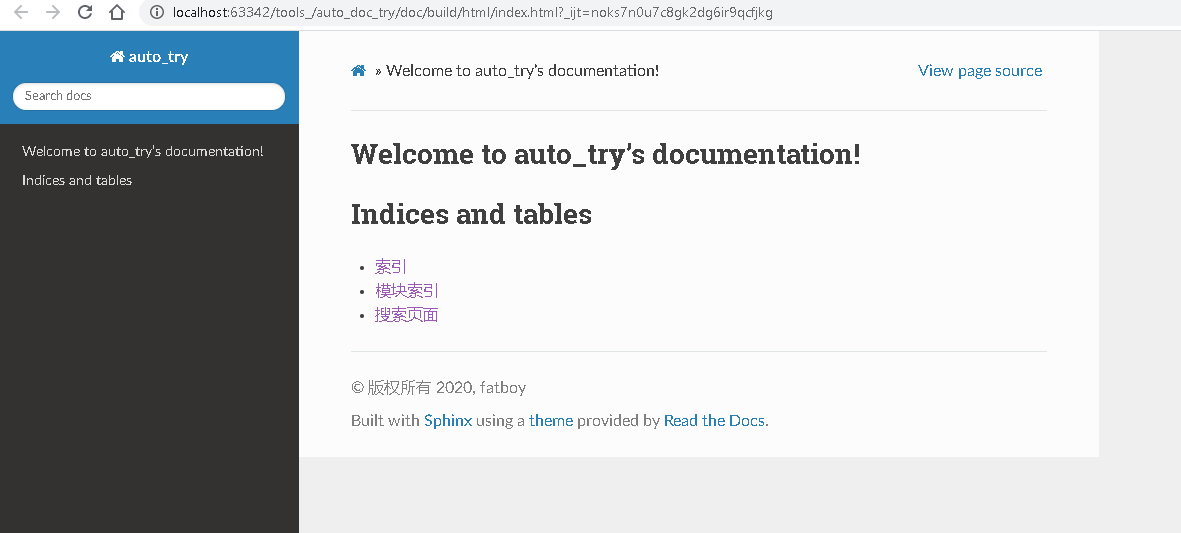 localhost:63342/tools_/auto_doc_try/doc/build/html/index.html?_ijt=noks7n0u7c8gk2dg6ir9qcfjkg
auto_try
Search docs
Welcome to auto_try's documentation!
Indices and tables
» Welcome to auto_try's documentation!
View page source
Welcome to auto_try's documentation!
Indices and tables
• 索引
• 模块索引
• 搜索页面
© 版权所有 2020, fatboy
Built with Sphinx using a theme provided by Read the Docs.